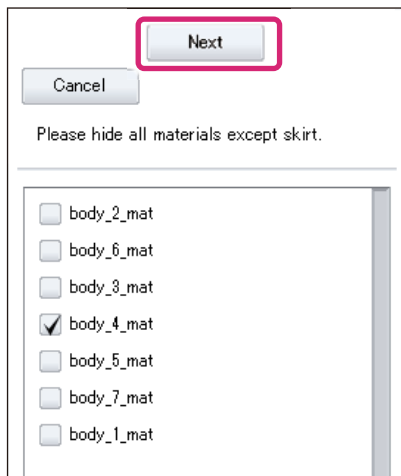 Next
Cancel
Please hide all materials except skirt.
body_2_mat
body_6_mat
body_3_mat
body_4_mat
body_5_mat
body_7_mat
body_1_mat